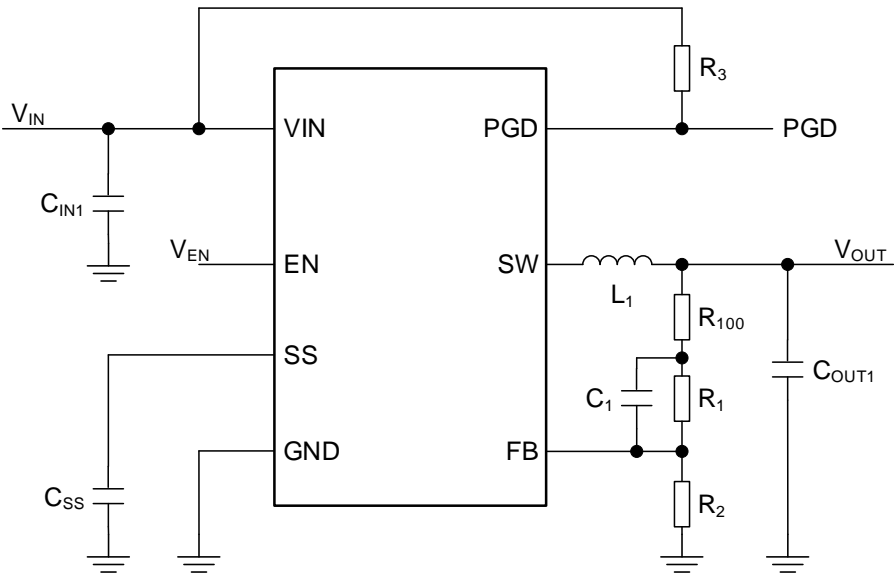 R3
VIN
VIN
PGD
PGD
CIN1
VEN
EN
SW
VOUT
L1
R100
SS
COUT1
C1
R1
GND
FB
CSS
R2